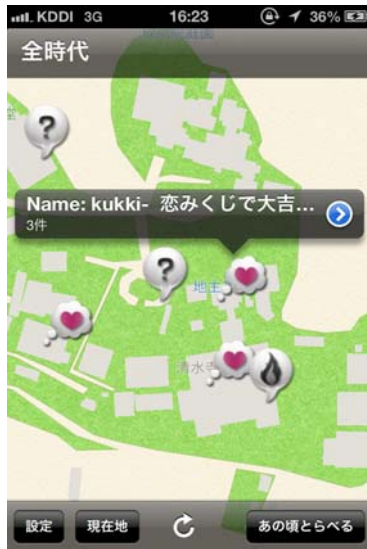 KDDI 3G 16:23 36%
全時代
Name: kukki- 恋みくじで大吉...
3件
?
?
地主
清水寺
設定 現在地 あの頃とらべる